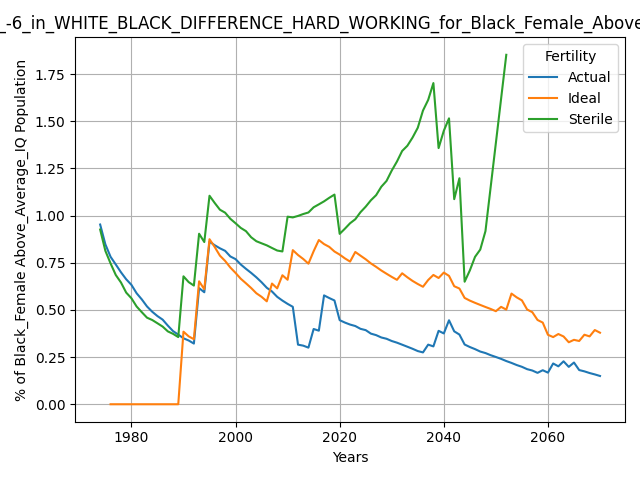 _-6_in_WHITE_BLACK_DIFFERENCE_HARD_WORKING_for_Black_Female_Above
Fertility
Actual
Ideal
Sterile
% of Black_Female Above_Average_IQ Population
1.75
1.50
1.25
1.00
0.75
0.50
0.25
0.00
1980 2000 2020 2040 2060
Years